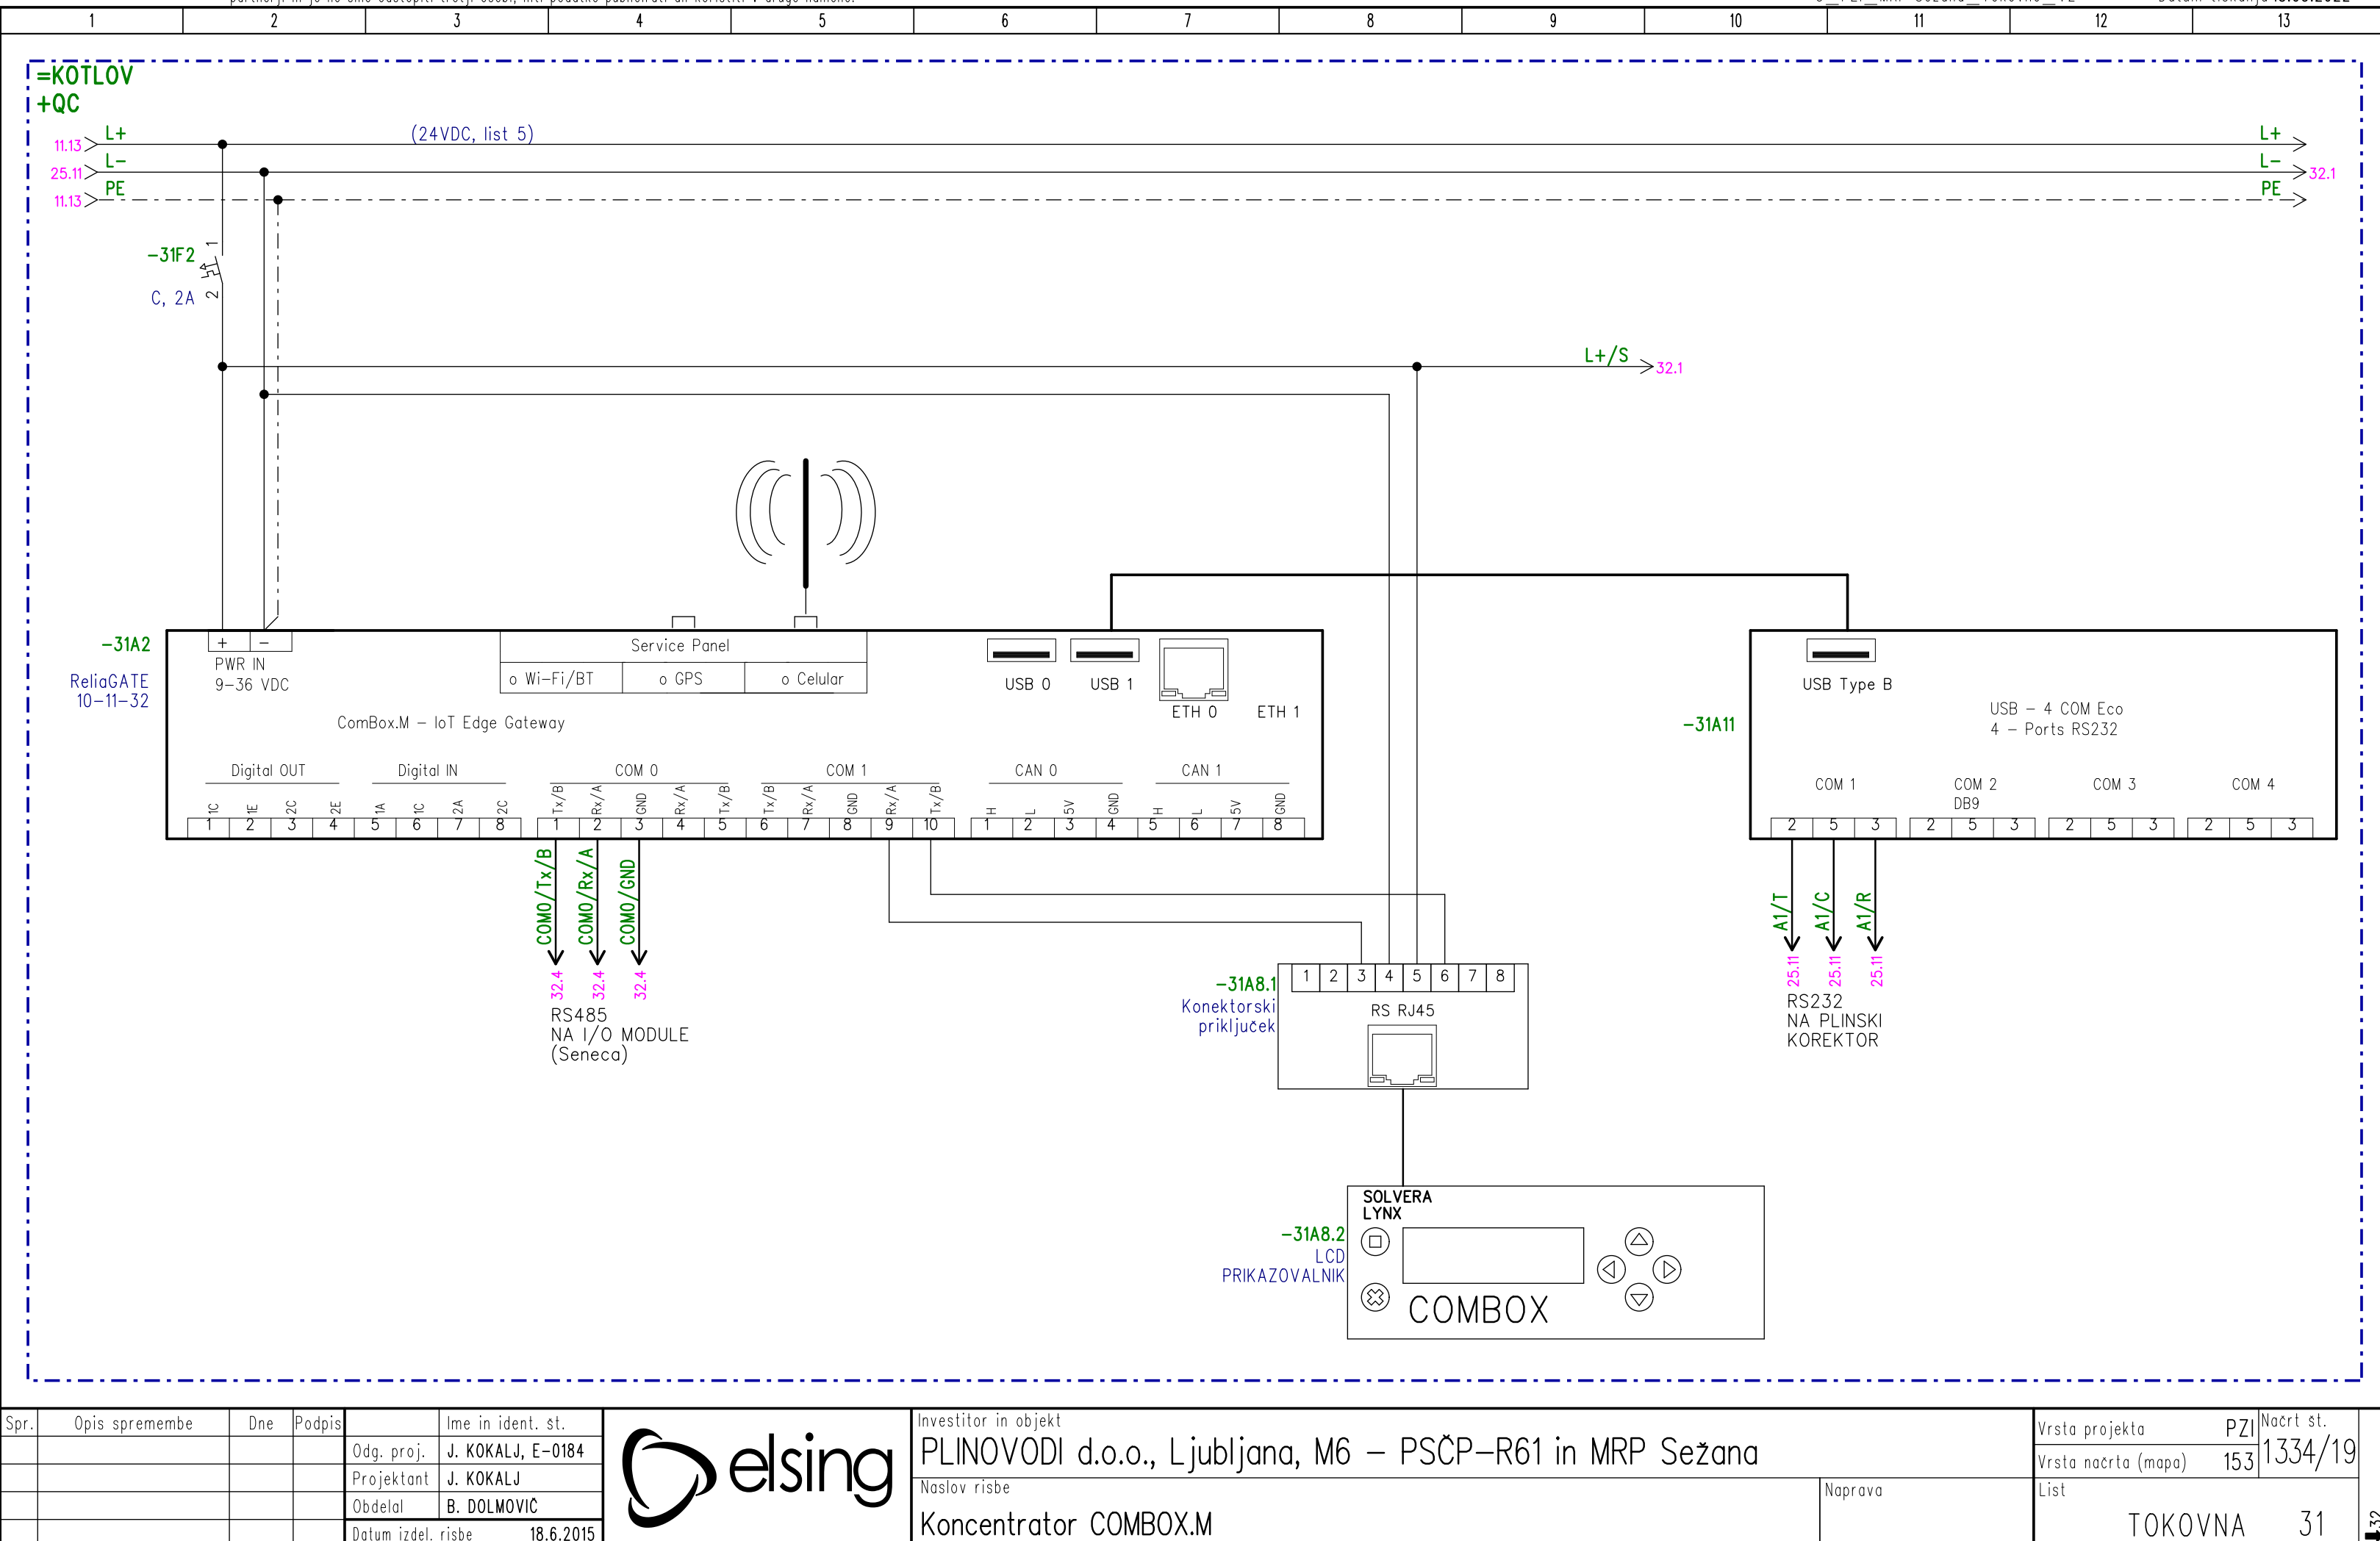 1 2 3 4 5 6 7 8 9 10 11 12 13
=KOTLOV
+QC
11.13 L+ (24VDC, list 5) L+
25.11 L- L- 32.1
11.13 PE PE
-31F2 1
C, 2A 2
L+/S 32.1
-31A2
ReliaGATE
10-11-32
+ -
PWR IN
9-36 VDC
Service Panel
o Wi-Fi/BT o GPS o Celular
USB 0 USB 1
ETH 0 ETH 1
ComBox.M - IoT Edge Gateway
Digital OUT Digital IN COM 0 COM 1 CAN 0 CAN 1
1C 1E 2C 2E 1A 1C 2A 2C Tx/B Rx/A GND Rx/A Tx/B Tx/B Rx/A GND Rx/A Tx/B H L 5V GND H L 5V GND
1 2 3 4 5 6 7 8 1 2 3 4 5 6 7 8 9 10 1 2 3 4 5 6 7 8
-31A11
USB Type B
USB - 4 COM Eco
4 - Ports RS232
COM 1 COM 2 COM 3 COM 4
DB9
2 5 3 2 5 3 2 5 3 2 5 3
COM0/Tx/B COM0/Rx/A COM0/GND
32.4 32.4 32.4
RS485
NA I/O MODULE
(Seneca)
A1/T A1/C A1/R
25.11 25.11 25.11
RS232
NA PLINSKI
KOREKTOR
-31A8.1
Konektorski
priključek
1 2 3 4 5 6 7 8
RS RJ45
-31A8.2
LCD
PRIKAZOVALNIK
SOLVERA
LYNX
COMBOX
Spr. Opis spremembe Dne Podpis Ime in ident. št.
Odg. proj. J. KOKALJ, E-0184
Projektant J. KOKALJ
Obdelal B. DOLMOVIČ
Datum izdel. risbe 18.6.2015
elsing
Investitor in objekt
PLINOVODI d.o.o., Ljubljana, M6 - PSČP-R61 in MRP Sežana
Naslov risbe
Koncentrator COMBOX.M
Naprava
Vrsta projekta PZI
Vrsta načrta (mapa) 153
Načrt št.
1334/19
List
TOKOVNA 31
32